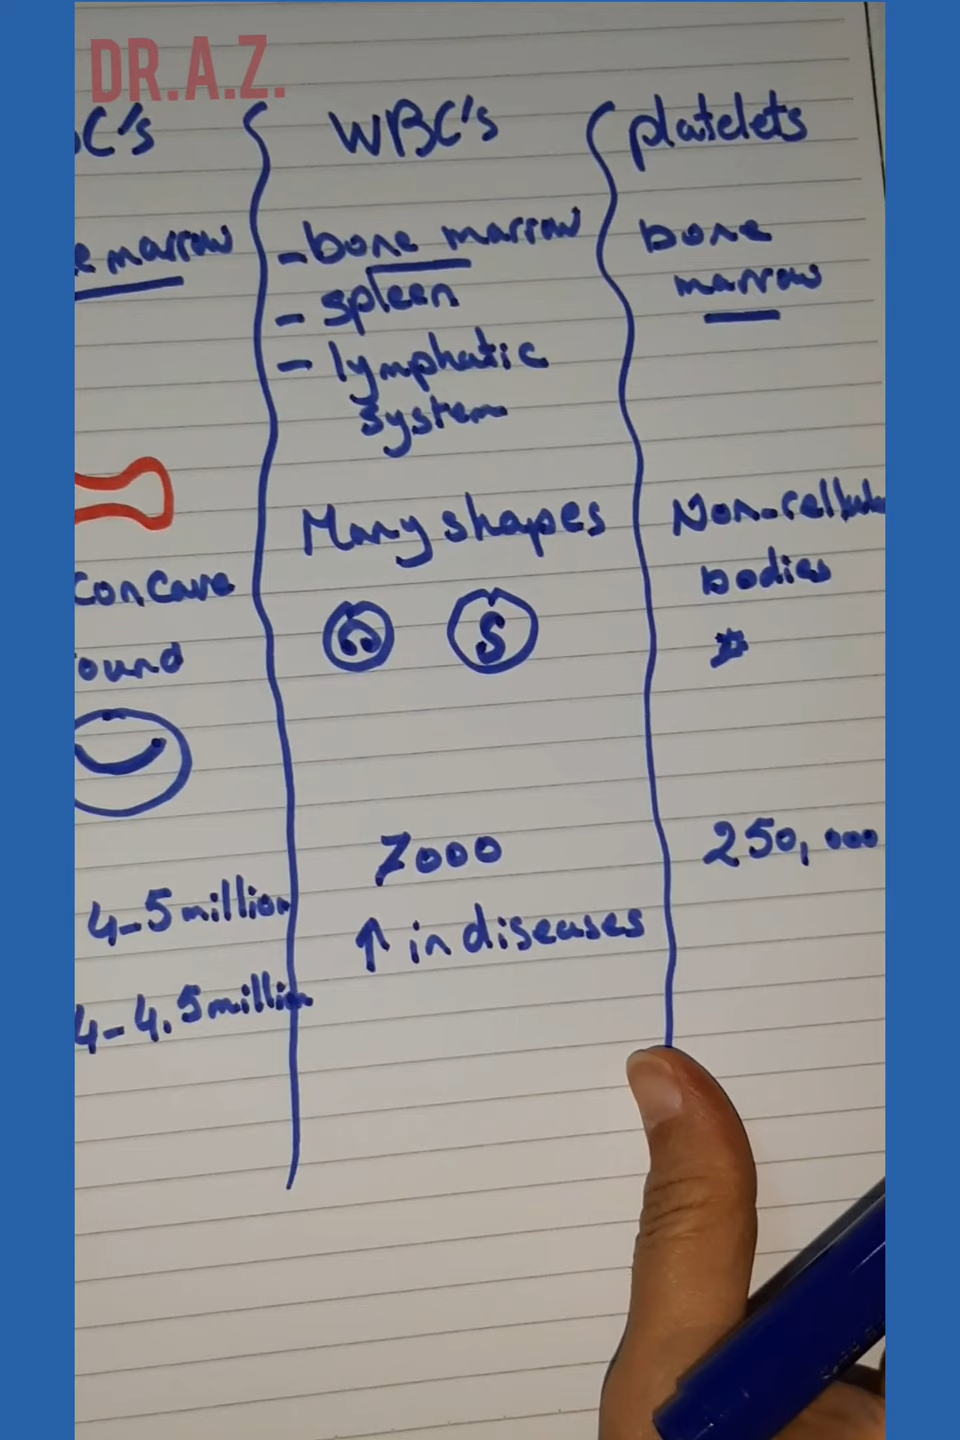 DR.A.Z.
C's
WBC's
platelets
e marrow
- bone marrow
- spleen
- lymphatic
system
bone
marrow
concave
ound
Many shapes
Non-cellular
bodies
4-5 million
4-4.5 million
7000
↑ in diseases
250,000